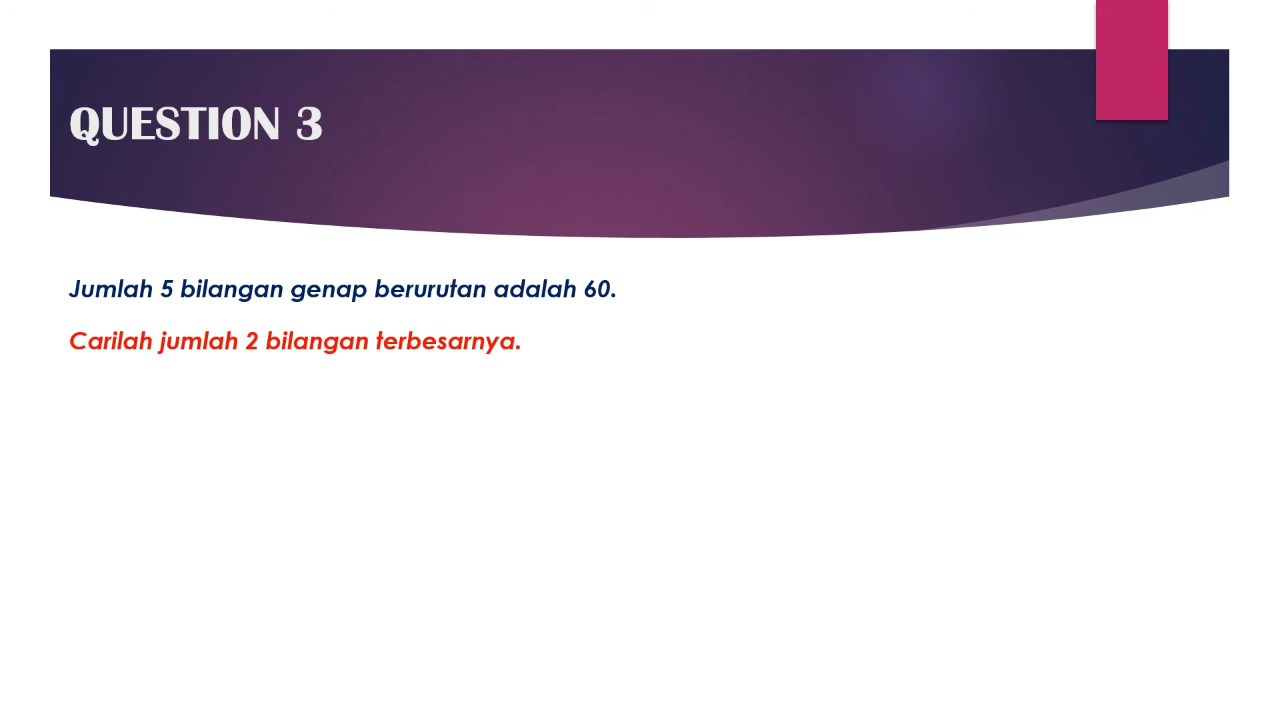 QUESTION 3
Jumlah 5 bilangan genap berurutan adalah 60.
Carilah jumlah 2 bilangan terbesarnya.